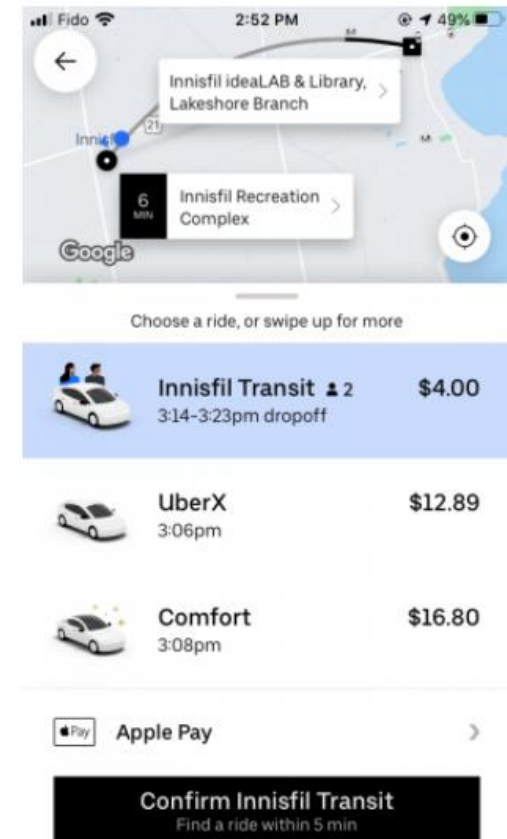 Fido 2:52 PM 49%
Innisfil ideaLAB & Library,
Lakeshore Branch
21
6
MIN
Innisfil Recreation
Complex
Google
Choose a ride, or swipe up for more
Innisfil Transit 2 $4.00
3:14-3:23pm dropoff
UberX $12.89
3:06pm
Comfort $16.80
3:08pm
Pay Apple Pay
Confirm Innisfil Transit
Find a ride within 5 min